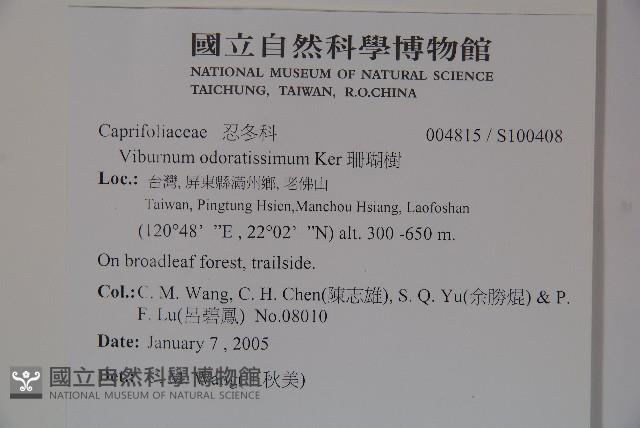 國立自然科學博物館
NATIONAL MUSEUM OF NATURAL SCIENCE
TAICHUNG, TAIWAN, R.O.CHINA
Caprifoliaceae 忍冬科 004815 / S100408
Viburnum odoratissimum Ker 珊瑚樹
Loc.: 台灣, 屏東縣滿州鄉, 老佛山
Taiwan, Pingtung Hsien,Manchou Hsiang, Laofoshan
(120°48’ ”E , 22°02’ ”N) alt. 300 -650 m.
On broadleaf forest, trailside.
Col.:C. M. Wang, C. H. Chen(陳志雄), S. Q. Yu(余勝焜) & P.
F. Lu(呂碧鳳) No.08010
Date: January 7 , 2005
Wang(王秋美)
國立自然科學博物館
NATIONAL MUSEUM OF NATURAL SCIENCE